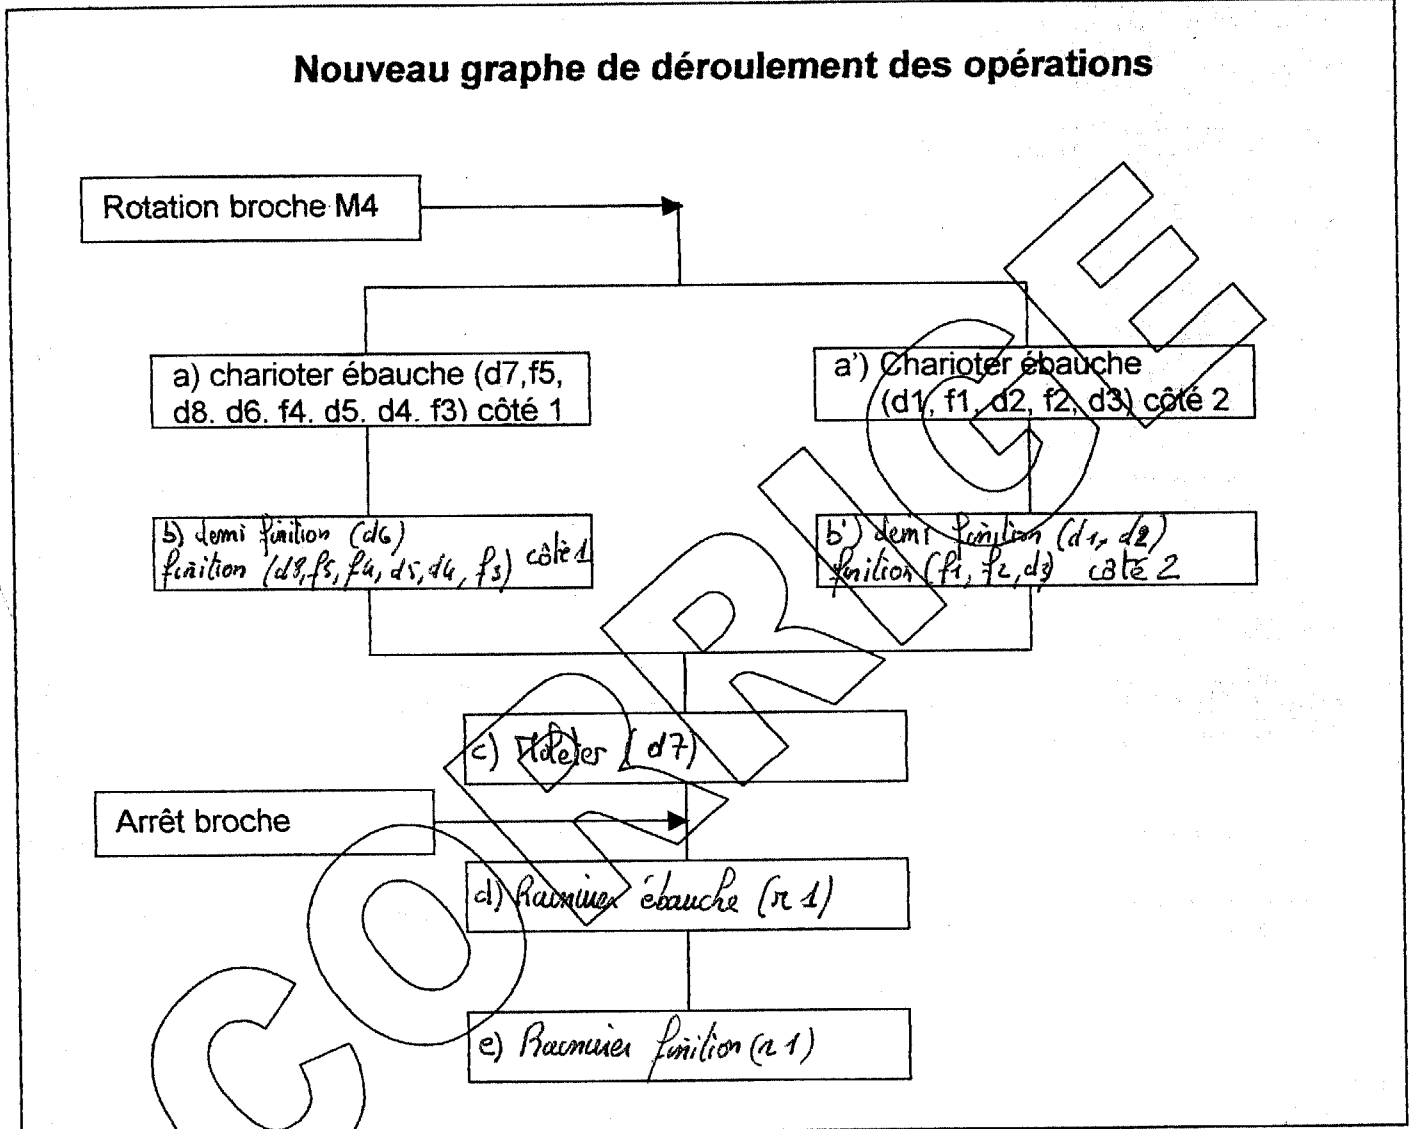 Nouveau graphe de déroulement des opérations
Rotation broche M4
a) charioter ébauche (d7,f5,
d8. d6. f4. d5. d4. f3) côté 1
a') Charioter ébauche
(d1, f1, d2, f2, d3) côté 2
b) demi finition (d6)
finition (d8, f5, f4, d5, d4, f3) côté 1
b') demi finition (d1, d2)
finition (f1, f2, d3) côté 2
c) Moleter (d7)
Arrêt broche
d) Rainurer ébauche (r 1)
e) Rainurer finition (r 1)
CORRIGE